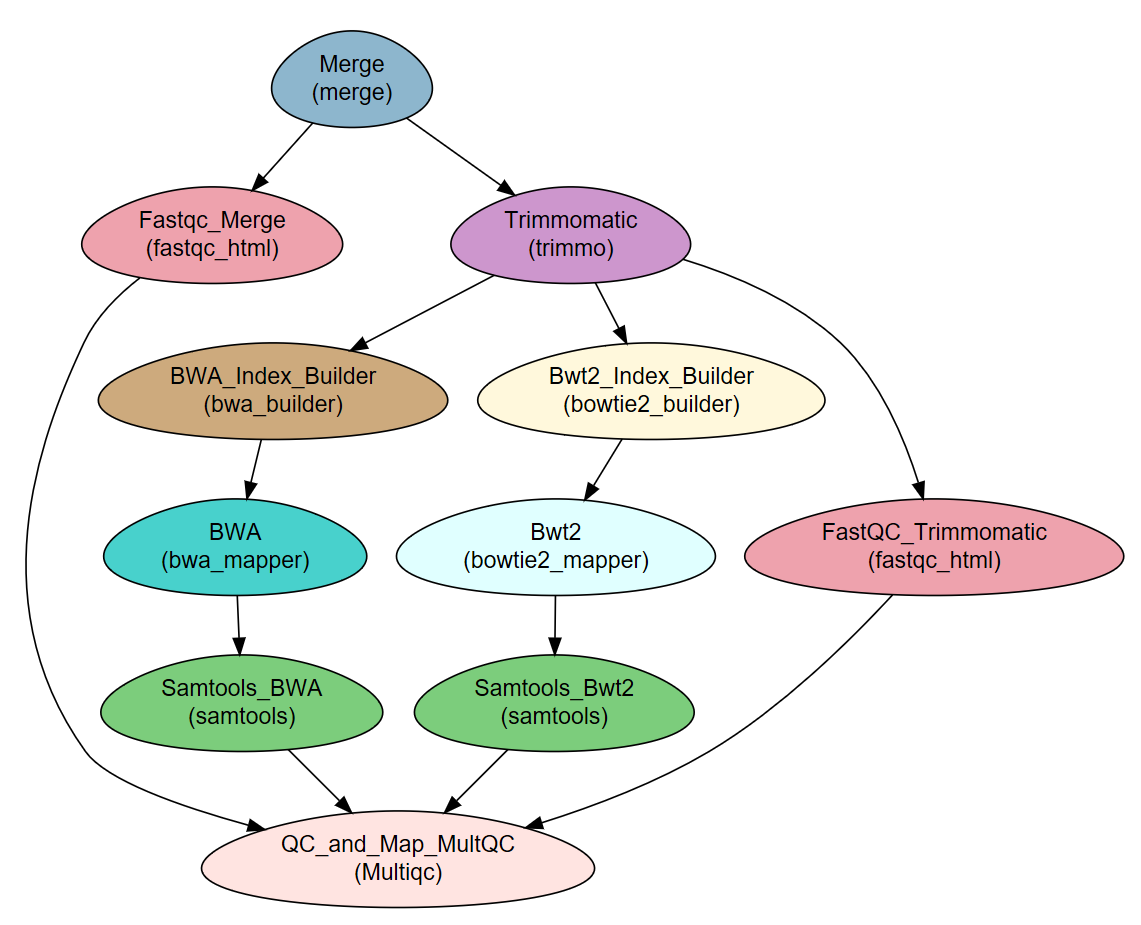 Merge
(merge)
Fastqc_Merge
(fastqc_html)
Trimmomatic
(trimmo)
BWA_Index_Builder
(bwa_builder)
Bwt2_Index_Builder
(bowtie2_builder)
BWA
(bwa_mapper)
Bwt2
(bowtie2_mapper)
FastQC_Trimmomatic
(fastqc_html)
Samtools_BWA
(samtools)
Samtools_Bwt2
(samtools)
QC_and_Map_MultQC
(Multiqc)